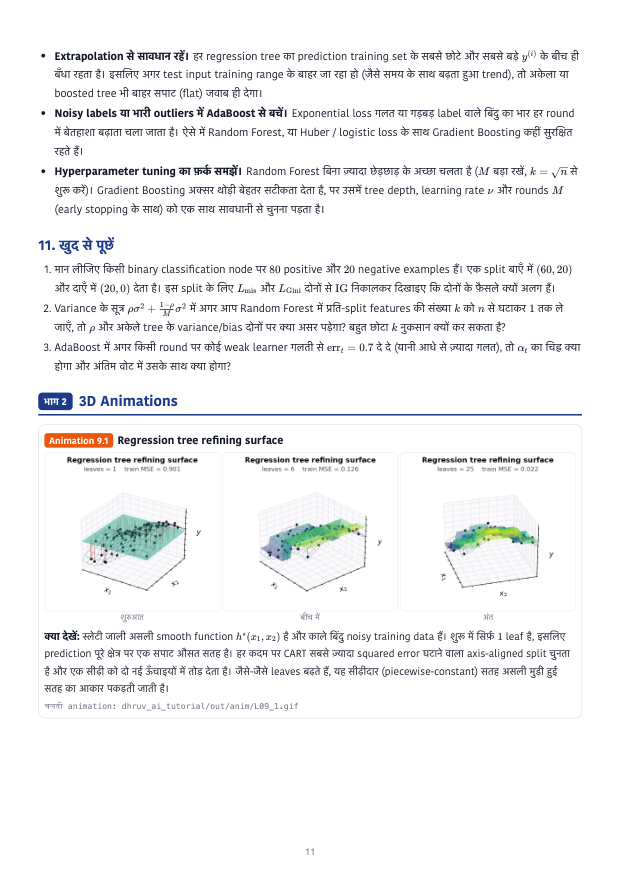 • Extrapolation से सावधान रहें। हर regression tree का prediction training set के सबसे छोटे और सबसे बड़े y⁽ⁱ⁾ के बीच ही
बँधा रहता है। इसलिए अगर test input training range के बाहर जा रहा हो (जैसे समय के साथ बढ़ता हुआ trend), तो अकेला या
boosted tree भी बाहर सपाट (flat) जवाब ही देगा।
• Noisy labels या भारी outliers में AdaBoost से बचें। Exponential loss गलत या गड़बड़ label वाले बिंदु का भार हर round
में बेतहाशा बढ़ाता चला जाता है। ऐसे में Random Forest, या Huber / logistic loss के साथ Gradient Boosting कहीं सुरक्षित
रहते हैं।
• Hyperparameter tuning का फ़र्क समझें। Random Forest बिना ज़्यादा छेड़छाड़ के अच्छा चलता है (M बड़ा रखें, k = √n से
शुरू करें)। Gradient Boosting अक्सर थोड़ी बेहतर सटीकता देता है, पर उसमें tree depth, learning rate ν और rounds M
(early stopping के साथ) को एक साथ सावधानी से चुनना पड़ता है।
11. खुद से पूछें
1. मान लीजिए किसी binary classification node पर 80 positive और 20 negative examples हैं। एक split बाएँ में (60, 20)
और दाएँ में (20, 0) देता है। इस split के लिए L_mis और L_Gini दोनों से IG निकालकर दिखाइए कि दोनों के फ़ैसले क्यों अलग हैं।
2. Variance के सूत्र ρσ² + (1−ρ)/M σ² में अगर आप Random Forest में प्रति-split features की संख्या k को n से घटाकर 1 तक ले
जाएँ, तो ρ और अकेले tree के variance/bias दोनों पर क्या असर पड़ेगा? बहुत छोटा k नुकसान क्यों कर सकता है?
3. AdaBoost में अगर किसी round पर कोई weak learner गलती से err_t = 0.7 दे दे (यानी आधे से ज़्यादा गलत), तो α_t का चिह्न क्या
होगा और अंतिम वोट में उसके साथ क्या होगा?
भाग 2 3D Animations
Animation 9.1 Regression tree refining surface
Regression tree refining surface
leaves = 1 train MSE = 0.901
x₁
x₂
y
शुरुआत
Regression tree refining surface
leaves = 6 train MSE = 0.126
x₁
x₂
y
बीच में
Regression tree refining surface
leaves = 25 train MSE = 0.022
x₁
x₂
y
अंत
क्या देखें: स्लेटी जाली असली smooth function h*(x₁, x₂) है और काले बिंदु noisy training data हैं। शुरू में सिर्फ़ 1 leaf है, इसलिए
prediction पूरे क्षेत्र पर एक सपाट औसत सतह है। हर कदम पर CART सबसे ज़्यादा squared error घटाने वाला axis-aligned split चुनता
है और एक सीढ़ी को दो नई ऊँचाइयों में तोड़ देता है। जैसे-जैसे leaves बढ़ते हैं, यह सीढ़ीदार (piecewise-constant) सतह असली मुड़ी हुई
सतह का आकार पकड़ती जाती है।
चलती animation: dhruv_ai_tutorial/out/anim/L09_1.gif
11